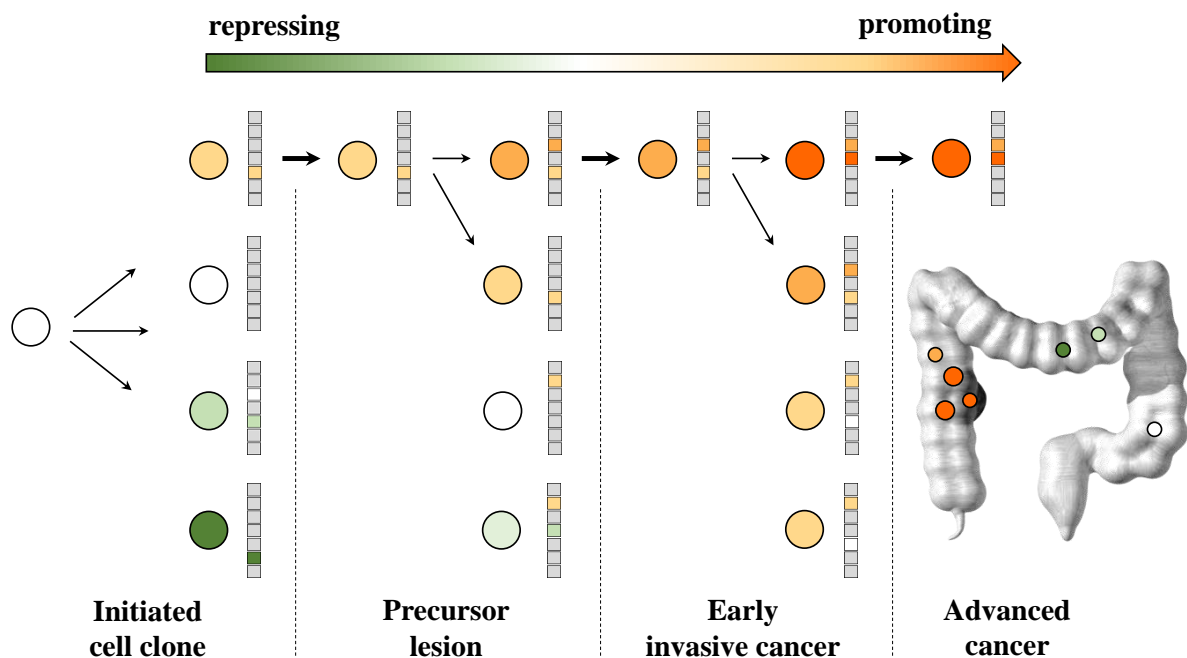 repressing
promoting
Initiated
cell clone
Precursor
lesion
Early
invasive cancer
Advanced
cancer